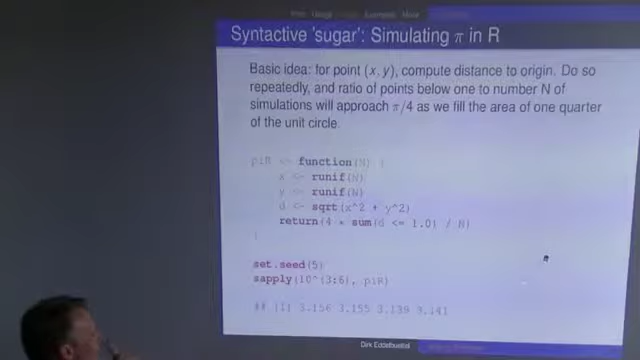 Syntactive 'sugar': Simulating π in R
Basic idea: for point (x, y), compute distance to origin. Do so
repeatedly, and ratio of points below one to number N of
simulations will approach π/4 as we fill the area of one quarter
of the unit circle.
piR <- function(N) {
x <- runif(N)
y <- runif(N)
d <- sqrt(x^2 + y^2)
return(4 * sum(d <= 1.0) / N)
}
set.seed(5)
sapply(10^(3:6), piR)
## [1] 3.156 3.155 3.139 3.141
Dirk Eddelbuettel